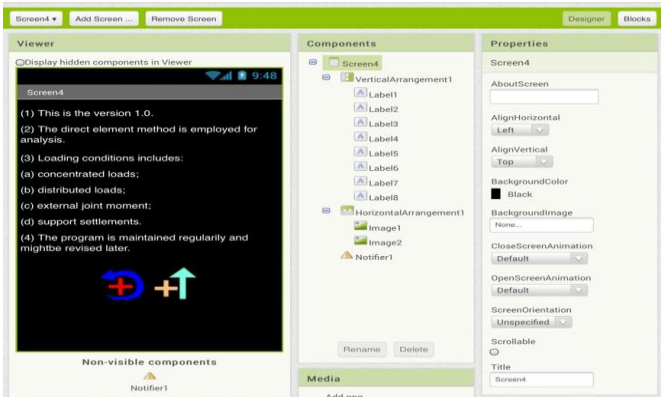 Screen4 Add Screen ... Remove Screen Designer Blocks
Viewer
Display hidden components in Viewer
9:48
Screen4
(1) This is the version 1.0.
(2) The direct element method is employed for
analysis.
(3) Loading conditions includes:
(a) concentrated loads;
(b) distributed loads;
(c) external joint moment;
(d) support settlements.
(4) The program is maintained regularily and
mightbe revised later.
Non-visible components
Notifier1
Components
Screen4
VerticalArrangement1
Label1
Label2
Label3
Label4
Label5
Label6
Label7
Label8
HorizontalArrangement1
Image1
Image2
Notifier1
Rename Delete
Media
Properties
Screen4
AboutScreen
AlignHorizontal
Left
AlignVertical
Top
BackgroundColor
Black
BackgroundImage
None...
CloseScreenAnimation
Default
OpenScreenAnimation
Default
ScreenOrientation
Unspecified
Scrollable
Title
Screen4